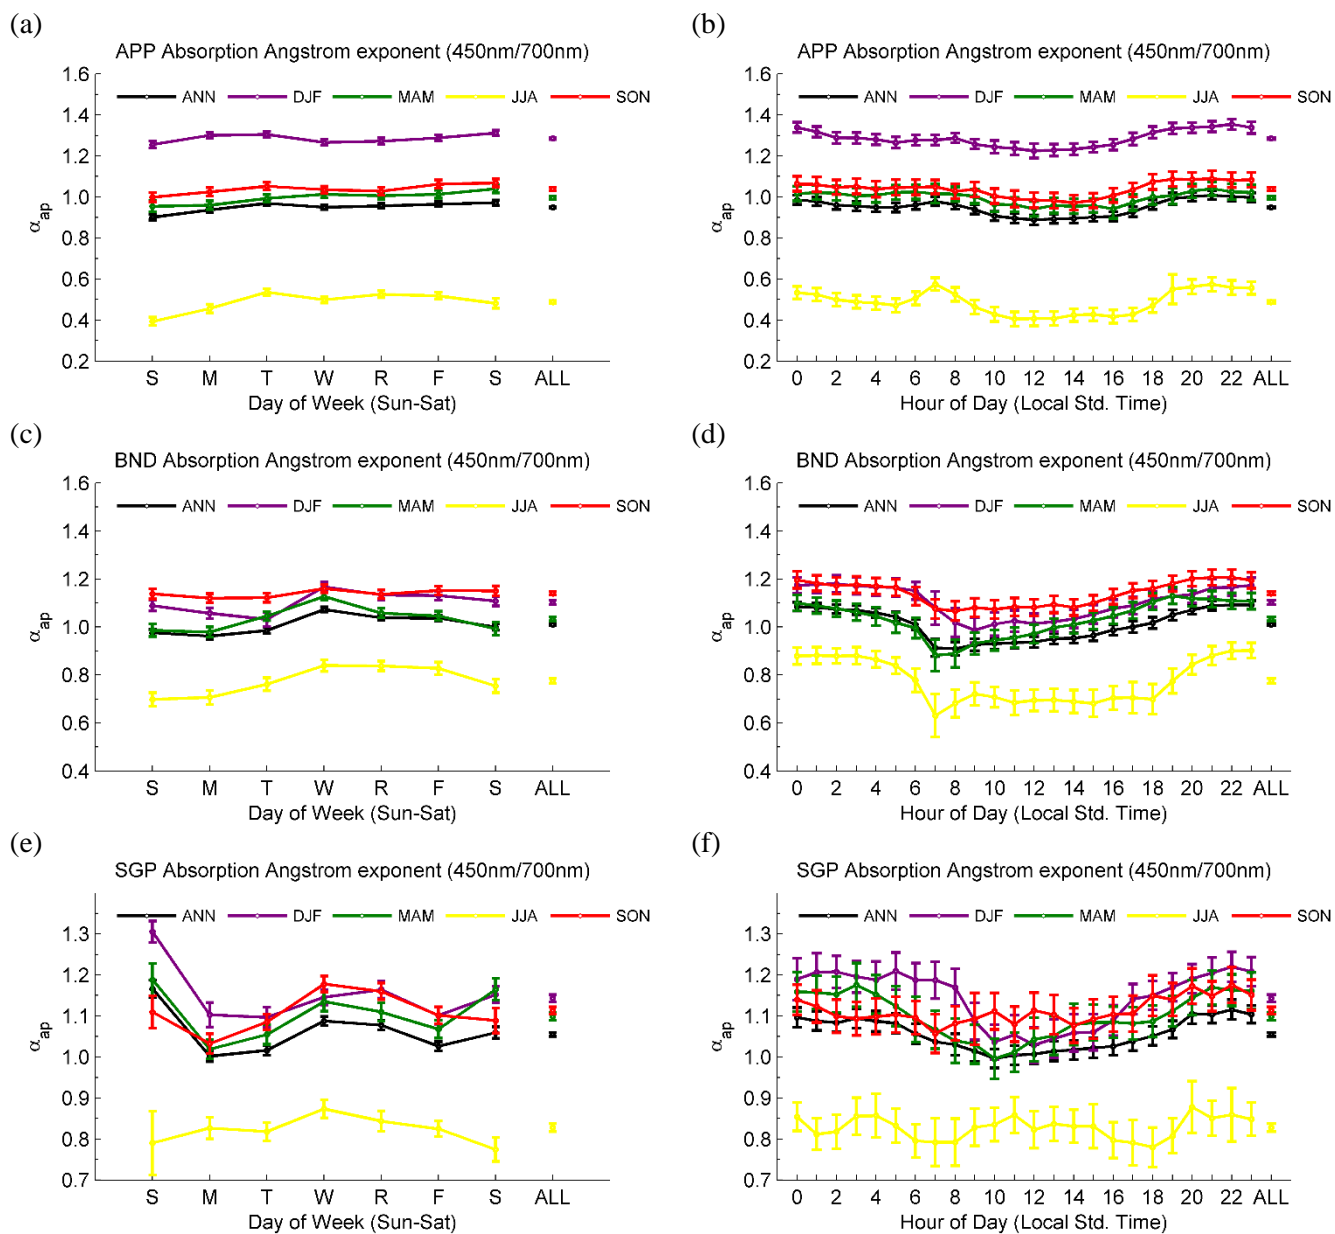 (a)
APP Absorption Angstrom exponent (450nm/700nm)
1.6
1.4
1.2
1.0
0.8
0.6
0.4
0.2
ANN DJF MAM JJA SON
αap
S M T W R F S ALL
Day of Week (Sun-Sat)
(b)
APP Absorption Angstrom exponent (450nm/700nm)
1.6
1.4
1.2
1.0
0.8
0.6
0.4
0.2
ANN DJF MAM JJA SON
αap
0 2 4 6 8 10 12 14 16 18 20 22 ALL
Hour of Day (Local Std. Time)
(c)
BND Absorption Angstrom exponent (450nm/700nm)
1.6
1.4
1.2
1.0
0.8
0.6
0.4
ANN DJF MAM JJA SON
αap
S M T W R F S ALL
Day of Week (Sun-Sat)
(d)
BND Absorption Angstrom exponent (450nm/700nm)
1.6
1.4
1.2
1.0
0.8
0.6
0.4
ANN DJF MAM JJA SON
αap
0 2 4 6 8 10 12 14 16 18 20 22 ALL
Hour of Day (Local Std. Time)
(e)
SGP Absorption Angstrom exponent (450nm/700nm)
1.3
1.2
1.1
1.0
0.9
0.8
0.7
ANN DJF MAM JJA SON
αap
S M T W R F S ALL
Day of Week (Sun-Sat)
(f)
SGP Absorption Angstrom exponent (450nm/700nm)
1.3
1.2
1.1
1.0
0.9
0.8
0.7
ANN DJF MAM JJA SON
αap
0 2 4 6 8 10 12 14 16 18 20 22 ALL
Hour of Day (Local Std. Time)